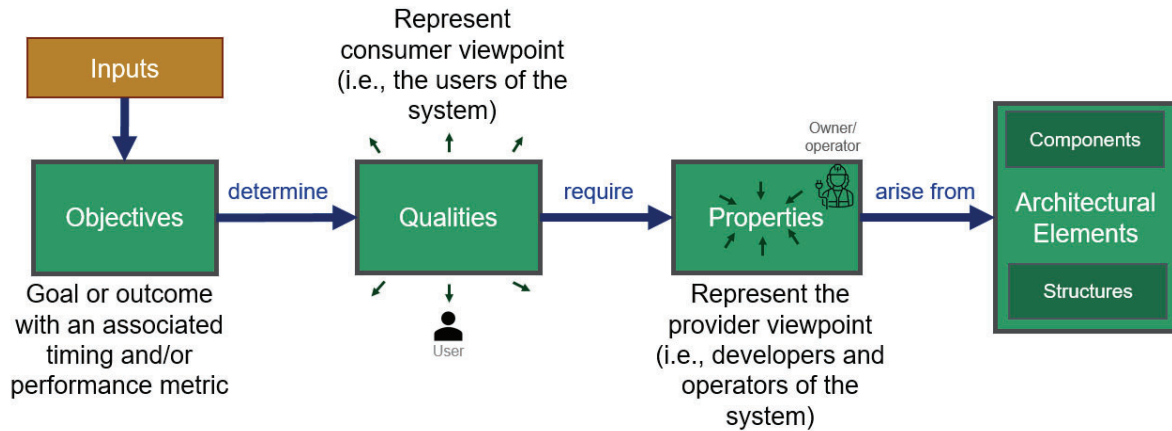 Inputs
Objectives
Goal or outcome
with an associated
timing and/or
performance metric
determine
Represent
consumer viewpoint
(i.e., the users of the
system)
Qualities
User
require
Owner/
operator
Properties
Represent the
provider viewpoint
(i.e., developers and
operators of the
system)
arise from
Components
Architectural
Elements
Structures